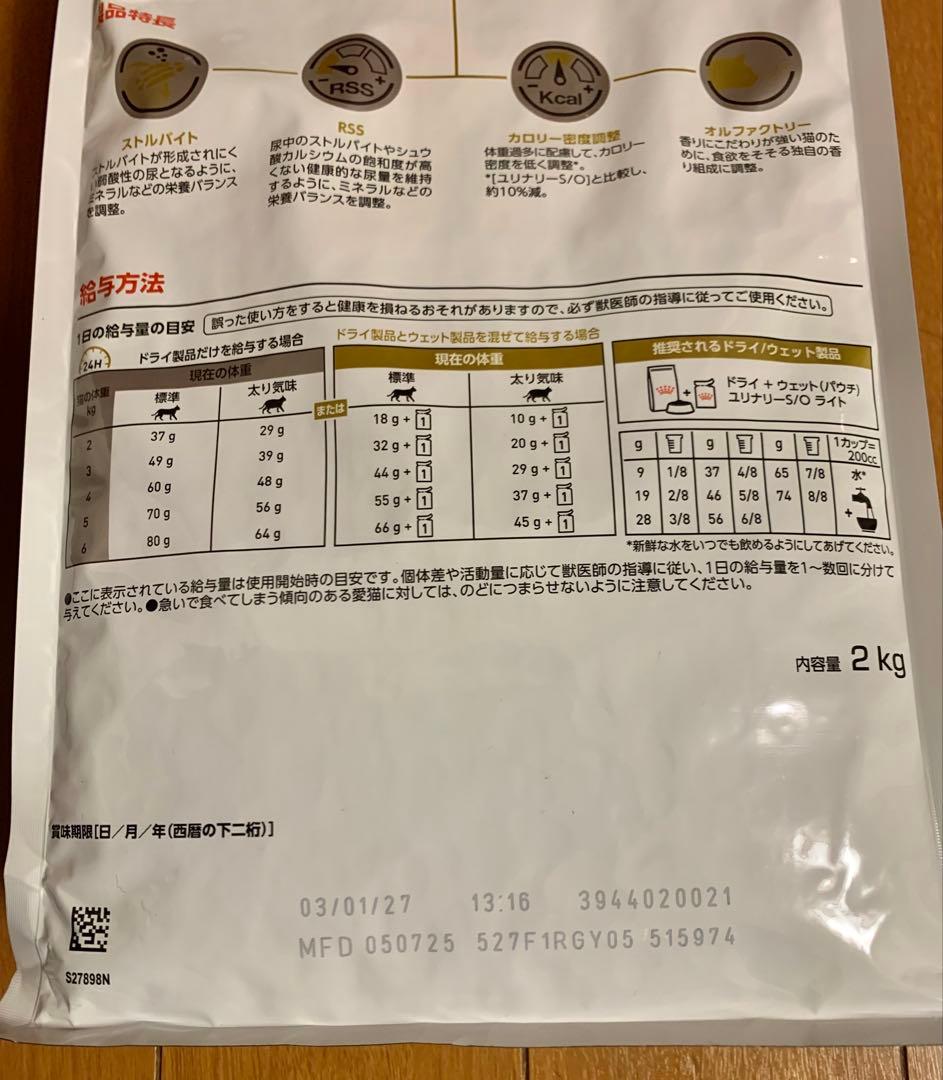 品特長
RSS
Kcal
ストルバイト
トルバイトが形成されにく
い弱酸性の尿となるように、
ミネラルなどの栄養バランス
を調整。
RSS
尿中のストルバイトやシュウ
酸カルシウムの飽和度が高
くない健康的な尿量を維持
するように、ミネラルなどの
栄養バランスを調整。
カロリー密度調整
体重過多に配慮して、カロリー
密度を低く調整*。
*[ユリナリーS/O]と比較し、
約10%減。
オルファクトリー
香りにこだわりが強い猫のた
めに、食欲をそそる独自の香
り組成に調整。
給与方法
1日の給与量の目安 誤った使い方をすると健康を損ねるおそれがありますので、必ず獣医師の指導に従ってご使用ください。
24H ドライ製品だけを給与する場合
猫の体重 kg 現在の体重
標準 太り気味
2 37 g 29 g
3 49 g 39 g
4 60 g 48 g
5 70 g 56 g
6 80 g 64 g
または
ドライ製品とウェット製品を混ぜて給与する場合
現在の体重
標準 太り気味
18 g + 1 10 g + 1
32 g + 1 20 g + 1
44 g + 1 29 g + 1
55 g + 1 37 g + 1
66 g + 1 45 g + 1
推奨されるドライ/ウェット製品
ドライ + ウェット(パウチ)
ユリナリーS/O ライト
g g g 1カップ=
200cc
9 1/8 37 4/8 65 7/8 水*
19 2/8 46 5/8 74 8/8
28 3/8 56 6/8 +
*新鮮な水をいつでも飲めるようにしてあげてください。
●ここに表示されている給与量は使用開始時の目安です。個体差や活動量に応じて獣医師の指導に従い、1日の給与量を1〜数回に分けて
与えてください。●急いで食べてしまう傾向のある愛猫に対しては、のどにつまらせないように注意してください。
内容量 2 kg
賞味期限[日/月/年(西暦の下二桁)]
03/01/27 13:16 3944020021
MFD 050725 527F1RGY05 515974
S27898N